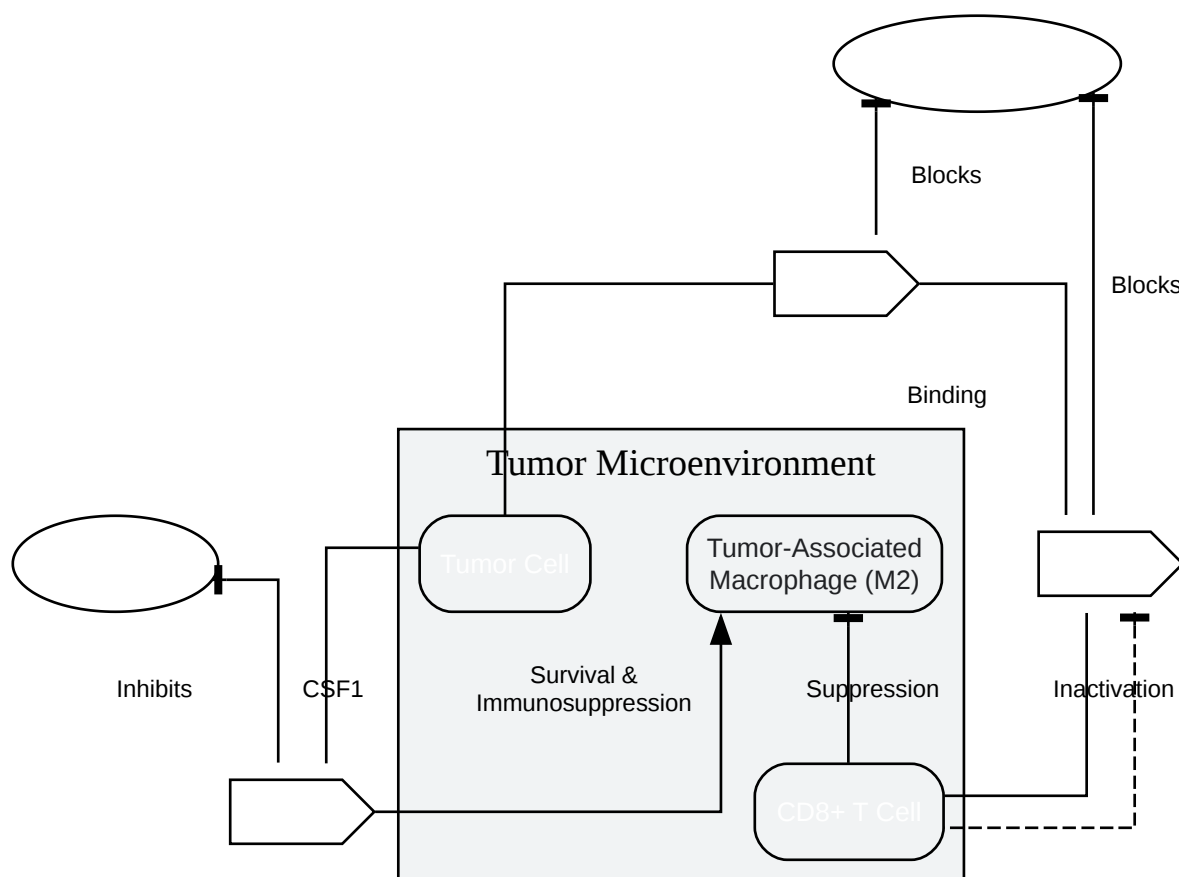 Blocks
Blocks
Binding
Tumor Microenvironment
Tumor Cell
Tumor-Associated
Macrophage (M2)
Inhibits
CSF1
Survival &
Immunosuppression
Suppression
Inactivation
CD8+ T Cell